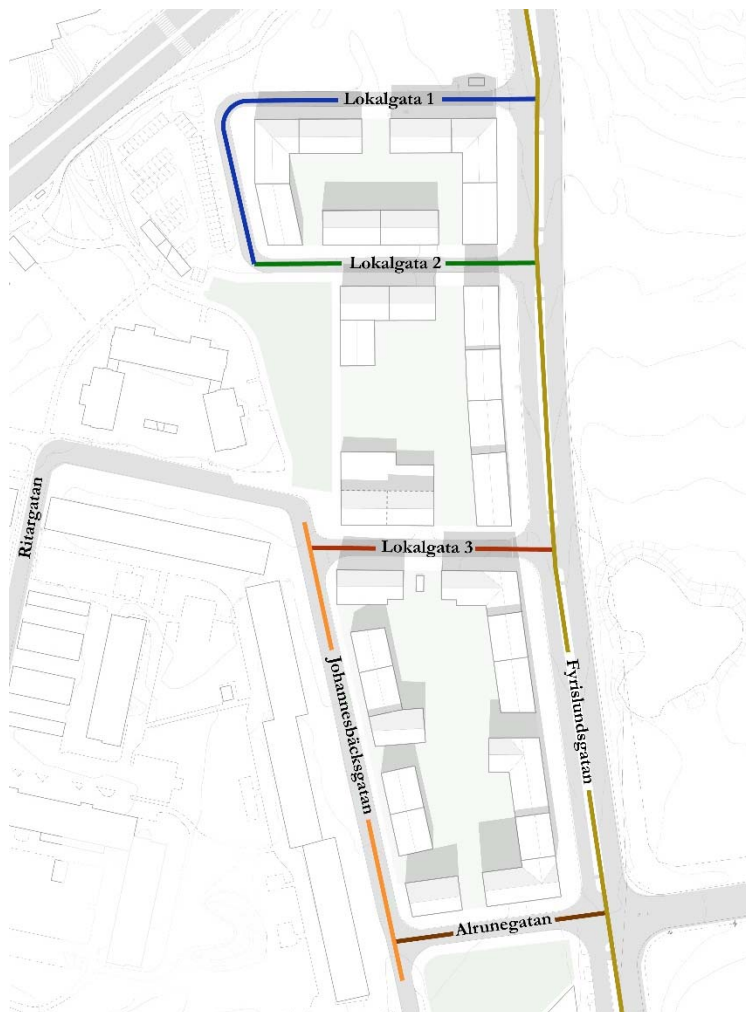 Lokalgata 1
Lokalgata 2
Ritargatan
Lokalgata 3
Johannesbäcksgatan
Fyrislundsgatan
Alrunegatan